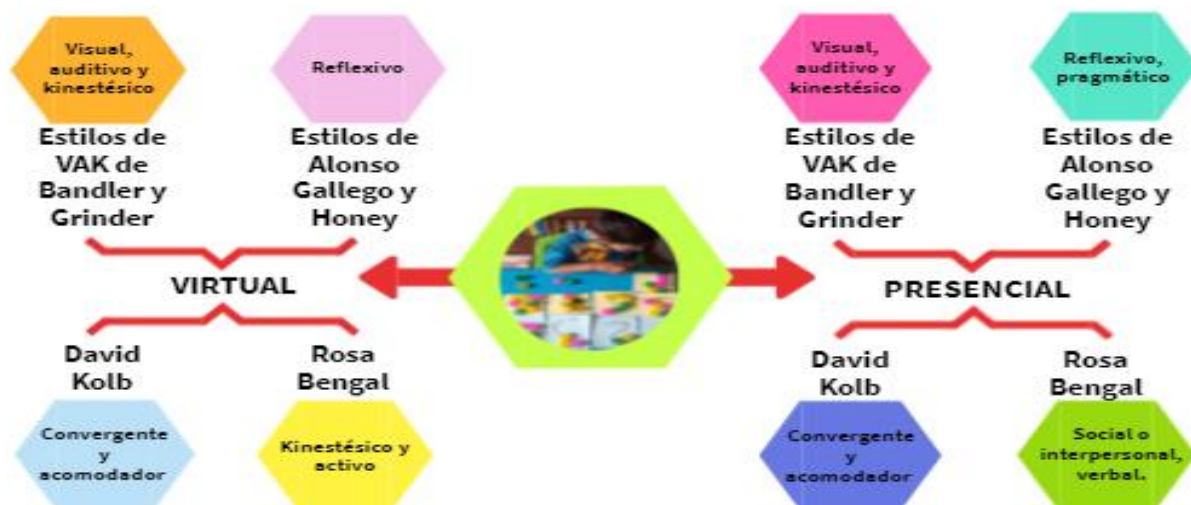 Visual,
auditivo y
kinestésico
Estilos de
VAK de
Bandler y
Grinder
Reflexivo
Estilos de
Alonso
Gallego y
Honey
VIRTUAL
David
Kolb
Convergente
y
acomodador
Rosa
Bengal
Kinestésico y
activo
Visual,
auditivo y
kinestésico
Estilos de
VAK de
Bandler y
Grinder
Reflexivo,
pragmático
Estilos de
Alonso
Gallego y
Honey
PRESENCIAL
David
Kolb
Convergente
y
acomodador
Rosa
Bengal
Social o
interpersonal,
verbal.